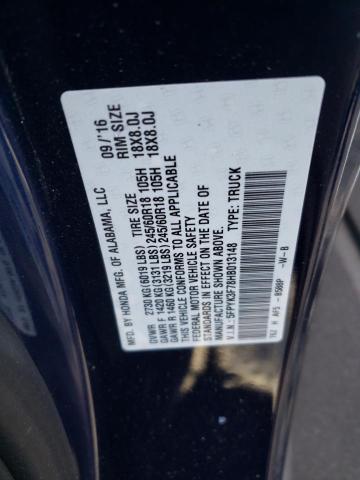 MFD. BY HONDA MFG. OF ALABAMA, LLC 09/'16
TIRE SIZE RIM SIZE
GVWR 2730 KG (6019 LBS)
GAWR F 1420 KG (3131 LBS) 245/60R18 105H 18X8.0J
GAWR R 1460 KG (3219 LBS) 245/60R18 105H 18X8.0J
THIS VEHICLE CONFORMS TO ALL APPLICABLE
FEDERAL MOTOR VEHICLE SAFETY
STANDARDS IN EFFECT ON THE DATE OF
MANUFACTURE SHOWN ABOVE.
V.I.N.: 5FPYK3F78HB013148 TYPE: TRUCK
T6Z H AFS - B588P -W-B